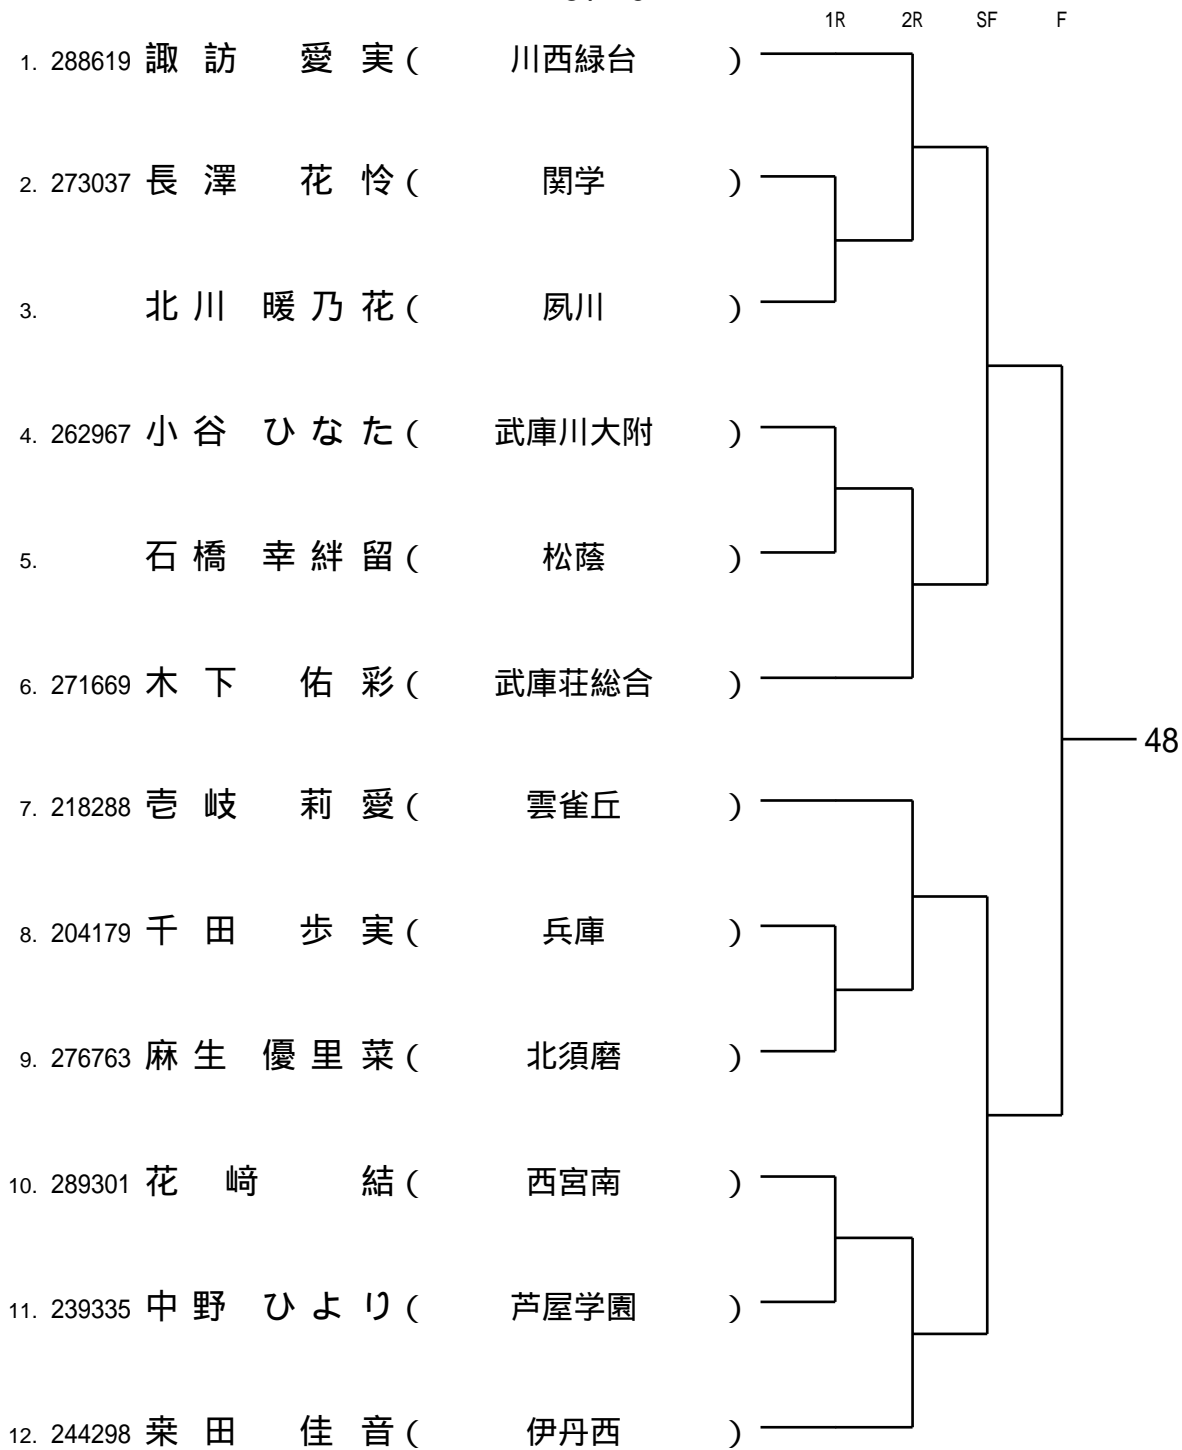 1R 2R SF F
1. 288619 諏訪 愛実 ( 川西緑台 )
2. 273037 長澤 花怜 ( 関学 )
3. 北川 暖乃花 ( 夙川 )
4. 262967 小谷 ひなた ( 武庫川大附 )
5. 石橋 幸絆留 ( 松蔭 )
6. 271669 木下 佑彩 ( 武庫荘総合 )
48
7. 218288 壱岐 莉愛 ( 雲雀丘 )
8. 204179 千田 歩実 ( 兵庫 )
9. 276763 麻生 優里菜 ( 北須磨 )
10. 289301 花﨑 結 ( 西宮南 )
11. 239335 中野 ひより ( 芦屋学園 )
12. 244298 桒田 佳音 ( 伊丹西 )